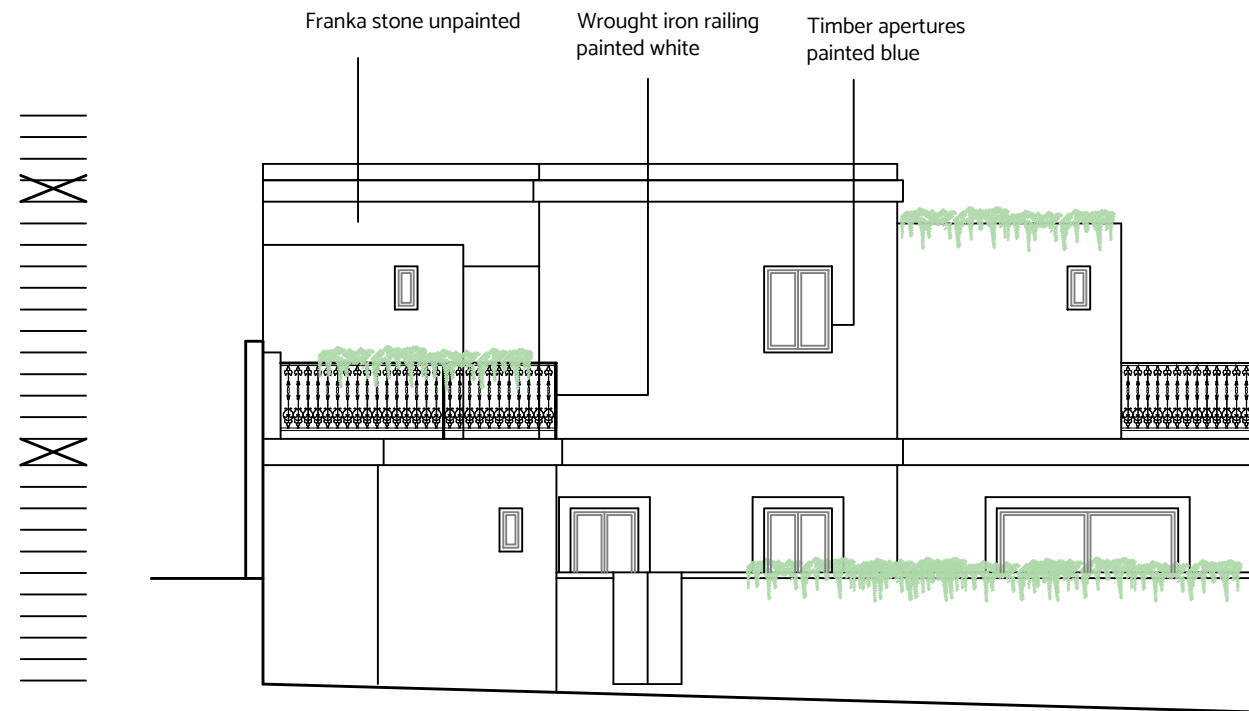 Franka stone unpainted
Wrought iron railing
painted white
Timber apertures
painted blue